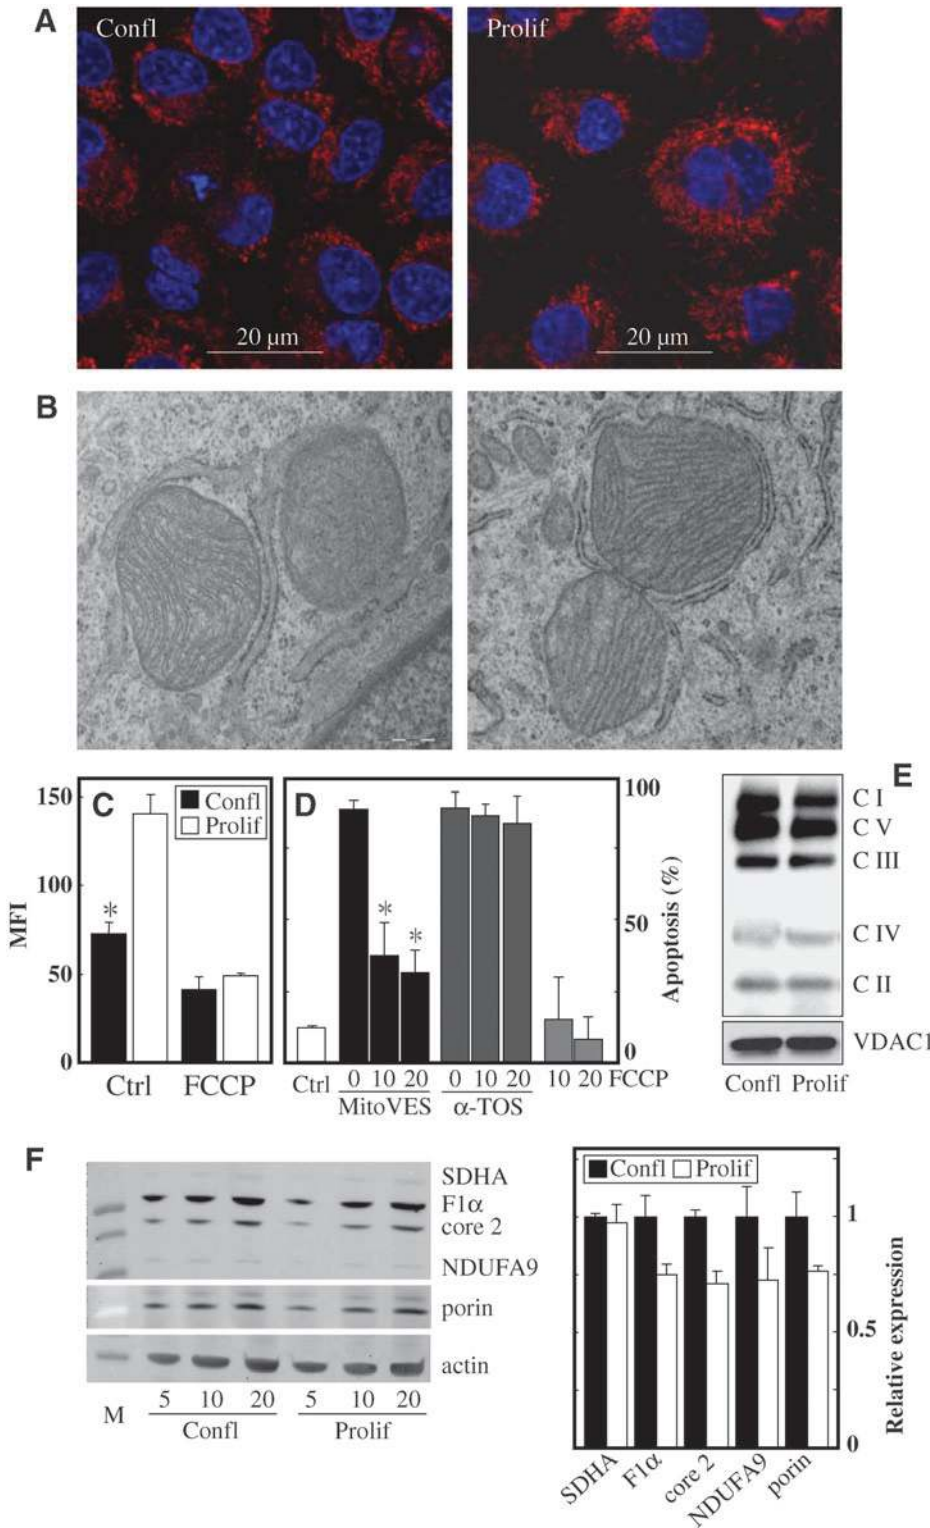 A
Confl
Prolif
20 μm
20 μm
B
C
Confl
Prolif
MFI
150
100
50
0
Ctrl
FCCP
D
*
*
*
Apoptosis (%)
100
50
0
Ctrl
0 10 20 0 10 20 10 20 FCCP
MitoVES α-TOS
E
C I
C V
C III
C IV
C II
VDAC1
Confl Prolif
F
SDHA
F1α
core 2
NDUFA9
porin
actin
M
5 10 20 5 10 20
Confl Prolif
Confl Prolif
Relative expression
1
0.5
0
SDHA
F1α
core 2
NDUFA9
porin